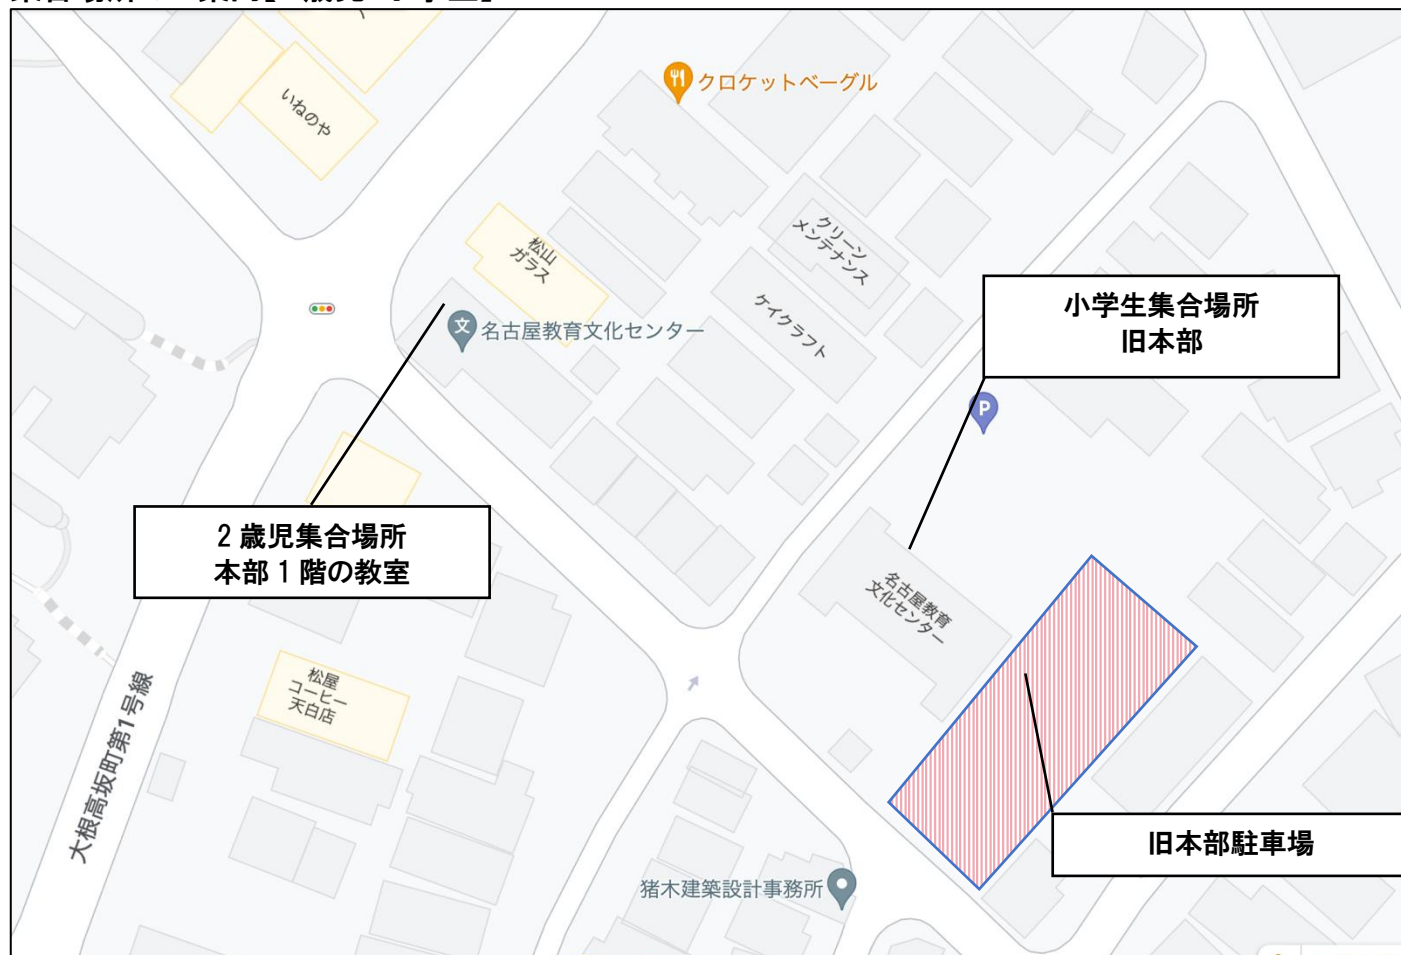 いねのや
クロケットベーグル
松山
ガラス
クリーン
メンテナンス
ケイクラフト
名古屋教育文化センター
小学生集合場所
旧本部
P
2歳児集合場所
本部1階の教室
名古屋教育
文化センター
松屋
コーヒー
天白店
大根高坂町第1号線
旧本部駐車場
猪木建築設計事務所